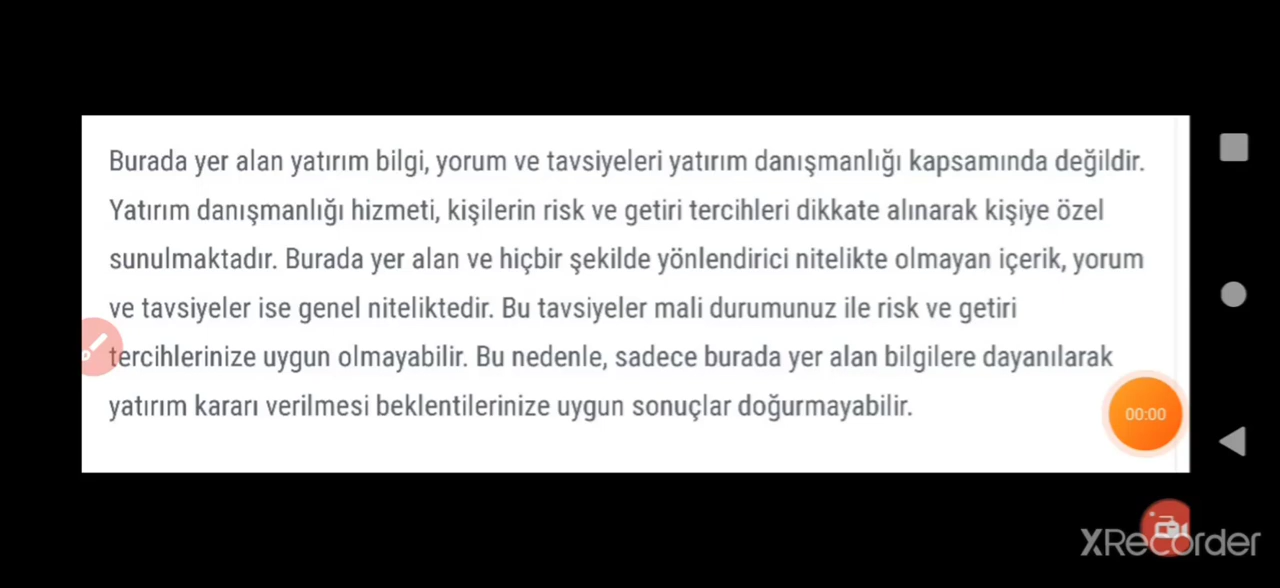 Burada yer alan yatırım bilgi, yorum ve tavsiyeleri yatırım danışmanlığı kapsamında değildir.
Yatırım danışmanlığı hizmeti, kişilerin risk ve getiri tercihleri dikkate alınarak kişiye özel
sunulmaktadır. Burada yer alan ve hiçbir şekilde yönlendirici nitelikte olmayan içerik, yorum
ve tavsiyeler ise genel niteliktedir. Bu tavsiyeler mali durumunuz ile risk ve getiri
tercihlerinize uygun olmayabilir. Bu nedenle, sadece burada yer alan bilgilere dayanılarak
yatırım kararı verilmesi beklentilerinize uygun sonuçlar doğurmayabilir.
00:00
XRecorder